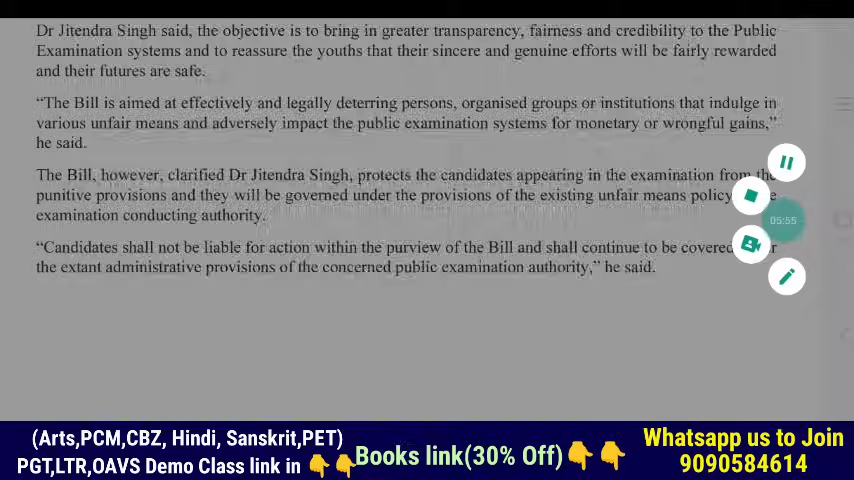 Dr Jitendra Singh said, the objective is to bring in greater transparency, fairness and credibility to the Public
Examination systems and to reassure the youths that their sincere and genuine efforts will be fairly rewarded
and their futures are safe.
“The Bill is aimed at effectively and legally deterring persons, organised groups or institutions that indulge in
various unfair means and adversely impact the public examination systems for monetary or wrongful gains,”
he said.
The Bill, however, clarified Dr Jitendra Singh, protects the candidates appearing in the examination from the
punitive provisions and they will be governed under the provisions of the existing unfair means policy
examination conducting authority.
“Candidates shall not be liable for action within the purview of the Bill and shall continue to be covered
the extant administrative provisions of the concerned public examination authority,” he said.
05:55
(Arts,PCM,CBZ, Hindi, Sanskrit,PET)
PGT,LTR,OAVS Demo Class link in 👇👇
Books link(30% Off)👇👇
Whatsapp us to Join
9090584614